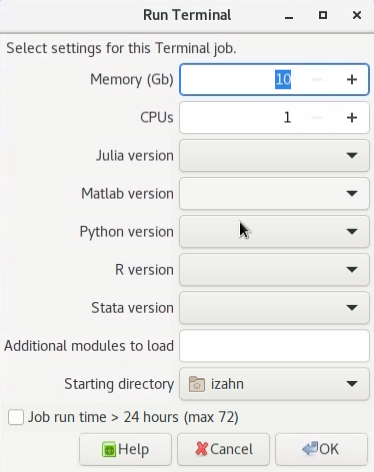 Run Terminal
Select settings for this Terminal job.
Memory (Gb) 10
CPUs 1
Julia version
Matlab version
Python version
R version
Stata version
Additional modules to load
Starting directory izahn
Job run time > 24 hours (max 72)
Help Cancel OK